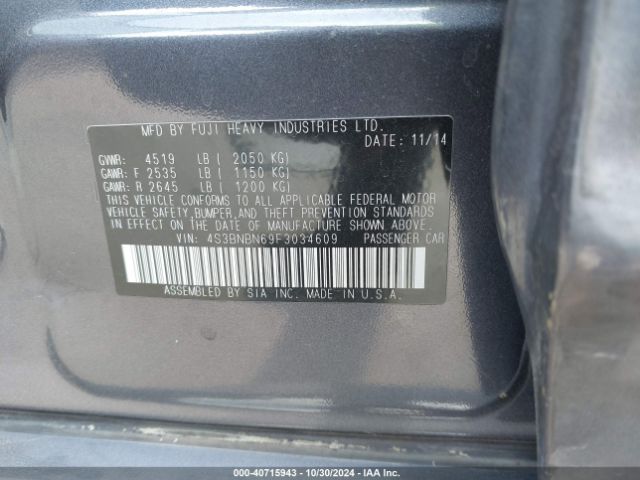 MFD BY FUJI HEAVY INDUSTRIES LTD.
DATE: 11/14
GVWR: 4519 LB ( 2050 KG)
GAWR: F 2535 LB ( 1150 KG)
GAWR: R 2645 LB ( 1200 KG)
THIS VEHICLE CONFORMS TO ALL APPLICABLE FEDERAL MOTOR
VEHICLE SAFETY, BUMPER, AND THEFT PREVENTION STANDARDS
IN EFFECT ON THE DATE OF MANUFACTURE SHOWN ABOVE.
VIN: 4S3BNBN69F3034609 PASSENGER CAR
ASSEMBLED BY SIA INC. MADE IN U.S.A.
000-40715943 | 10/30/2024 | IAA Inc.